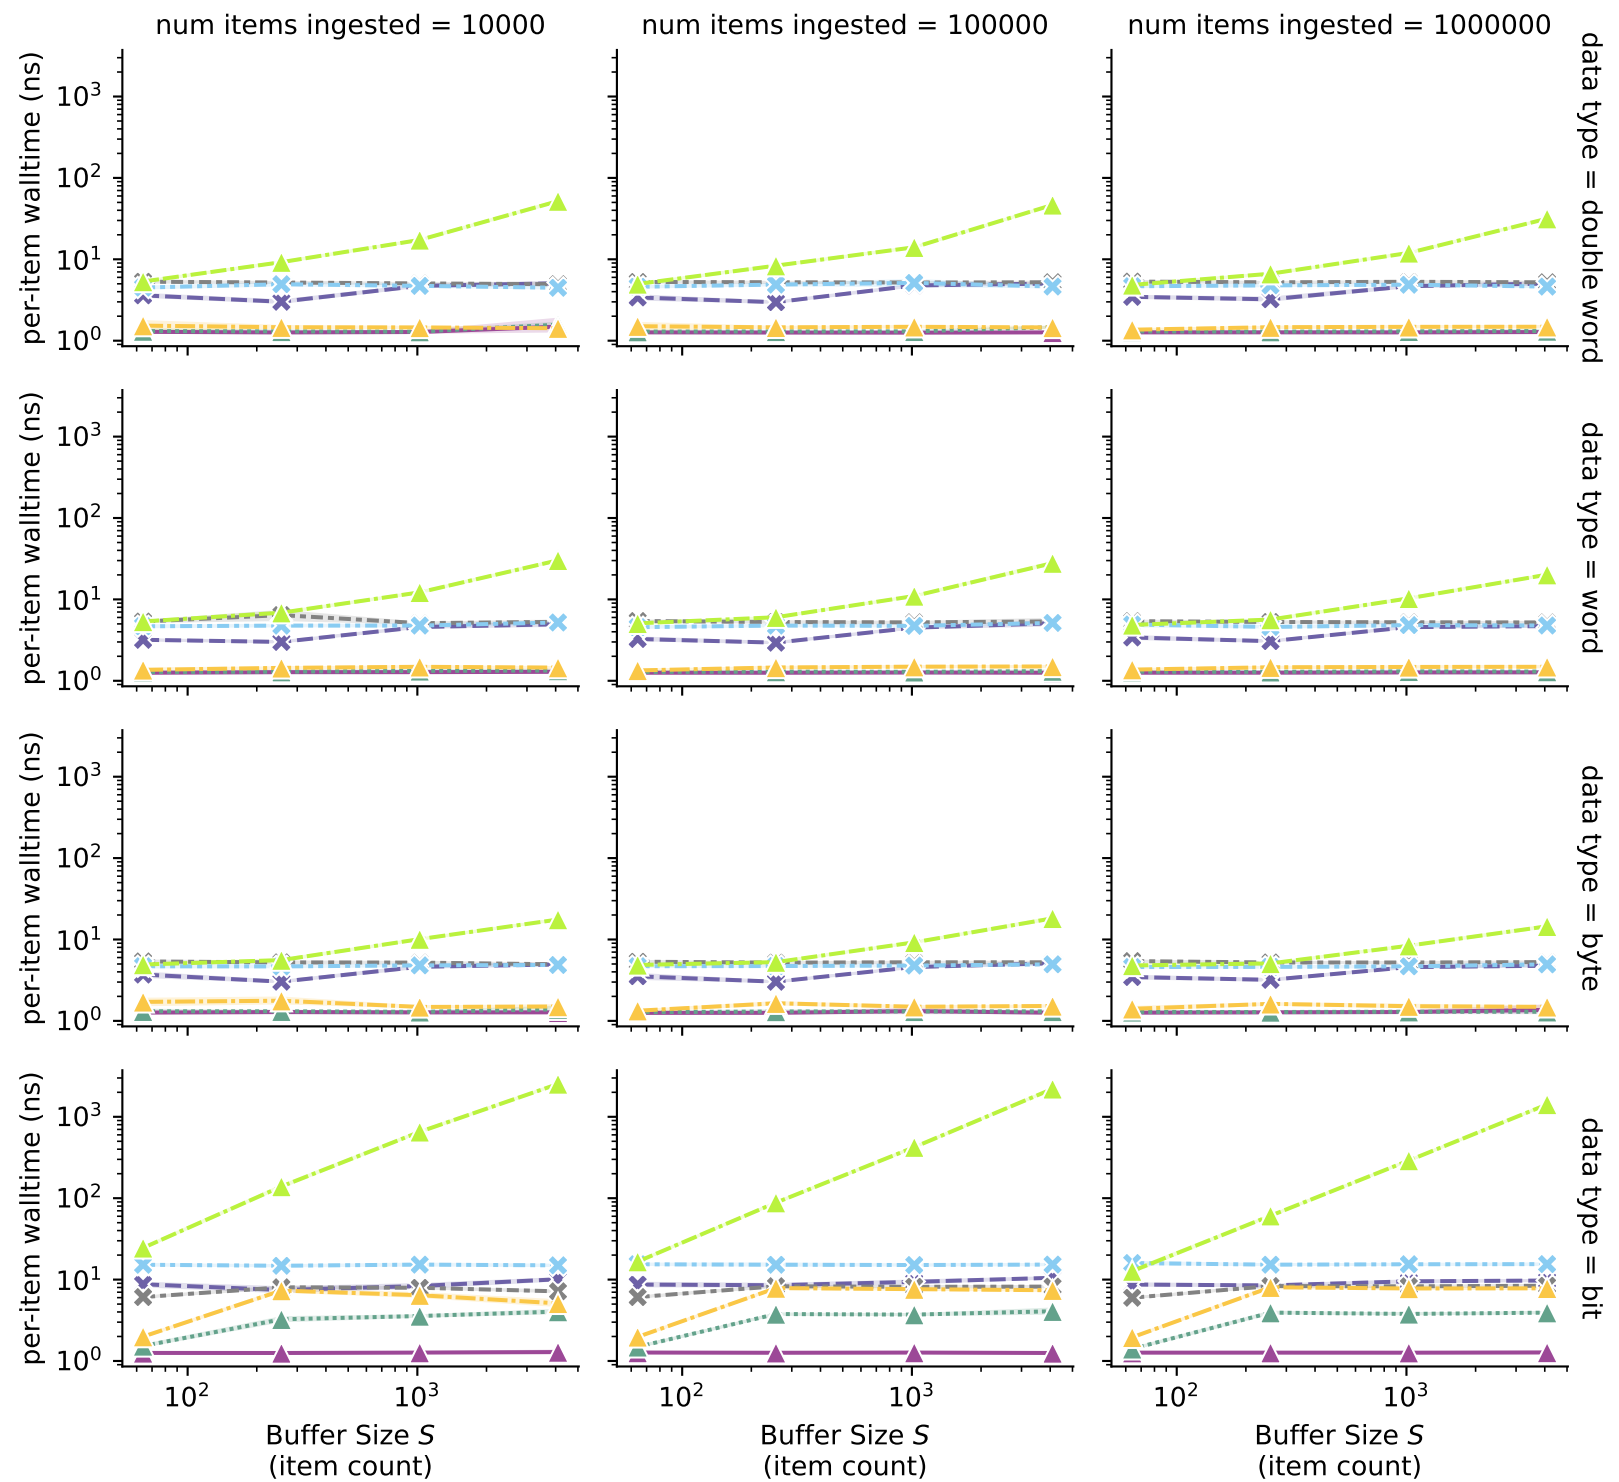 num items ingested = 10000
num items ingested = 100000
num items ingested = 1000000
per-item walltime (ns)
10³
10²
10¹
10⁰
data type = double word
per-item walltime (ns)
10³
10²
10¹
10⁰
data type = word
per-item walltime (ns)
10³
10²
10¹
10⁰
data type = byte
per-item walltime (ns)
10³
10²
10¹
10⁰
data type = bit
10² 10³
10² 10³
10² 10³
Buffer Size S
(item count)
Buffer Size S
(item count)
Buffer Size S
(item count)